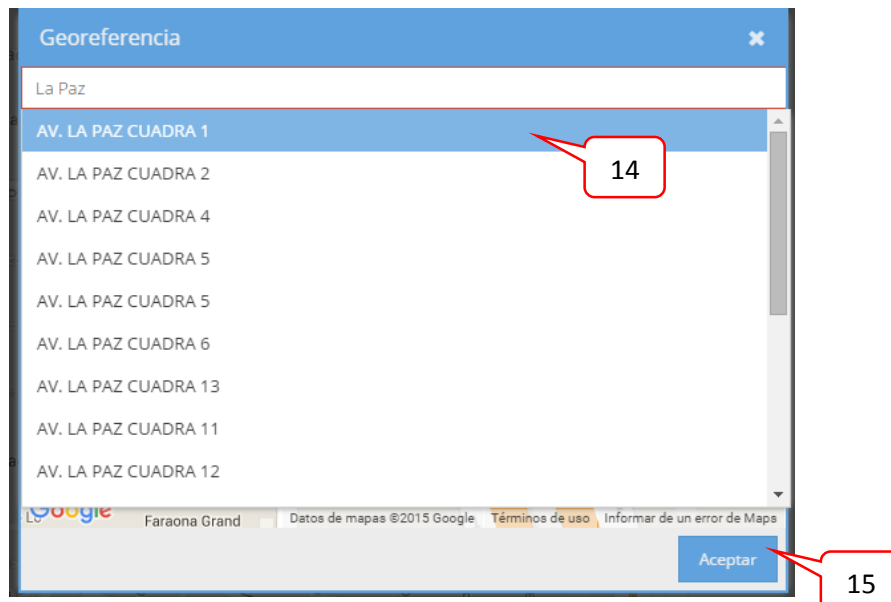 Georeferencia ×
La Paz
AV. LA PAZ CUADRA 1
14
AV. LA PAZ CUADRA 2
AV. LA PAZ CUADRA 4
AV. LA PAZ CUADRA 5
AV. LA PAZ CUADRA 5
AV. LA PAZ CUADRA 6
AV. LA PAZ CUADRA 13
AV. LA PAZ CUADRA 11
AV. LA PAZ CUADRA 12
Google Faraona Grand Datos de mapas ©2015 Google Términos de uso Informar de un error de Maps
Aceptar
15